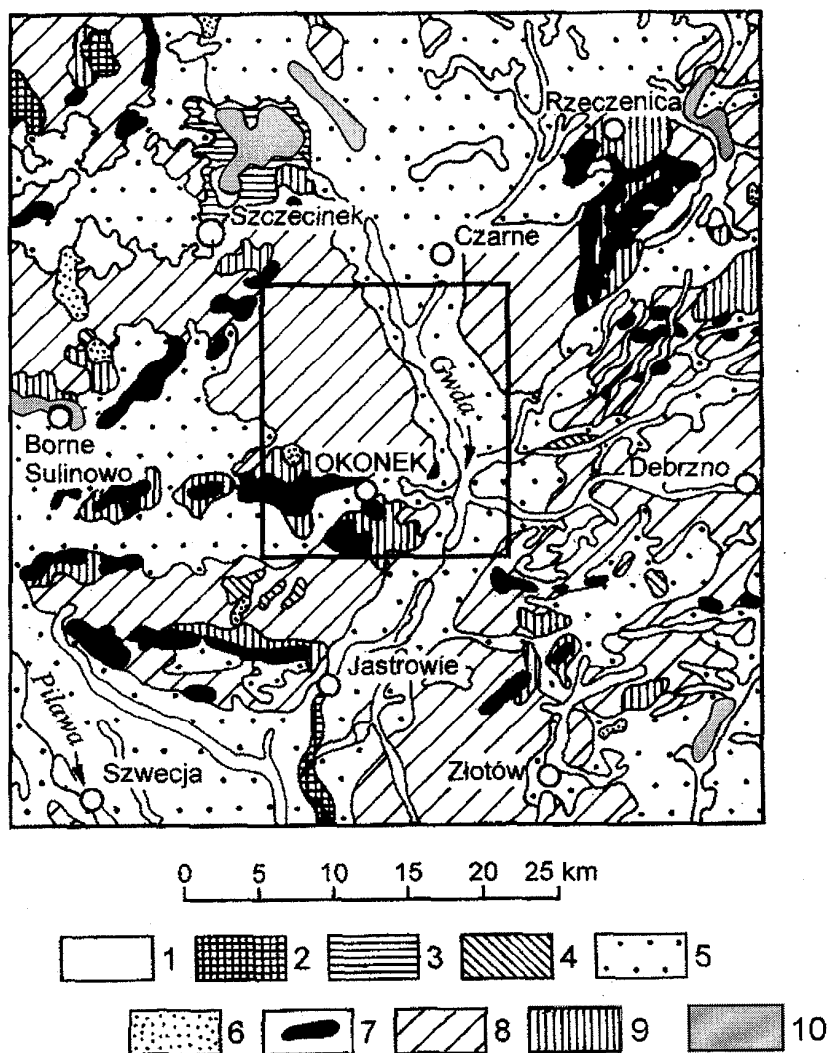 Rzeczenica
Szczecinek
Czarne
Gwda
Borne
Sulinowo
OKONEK
Debrzno
Jastrowie
Pilawa
Szwecja
Złotów
0 5 10 15 20 25 km
1 2 3 4 5
6 7 8 9 10